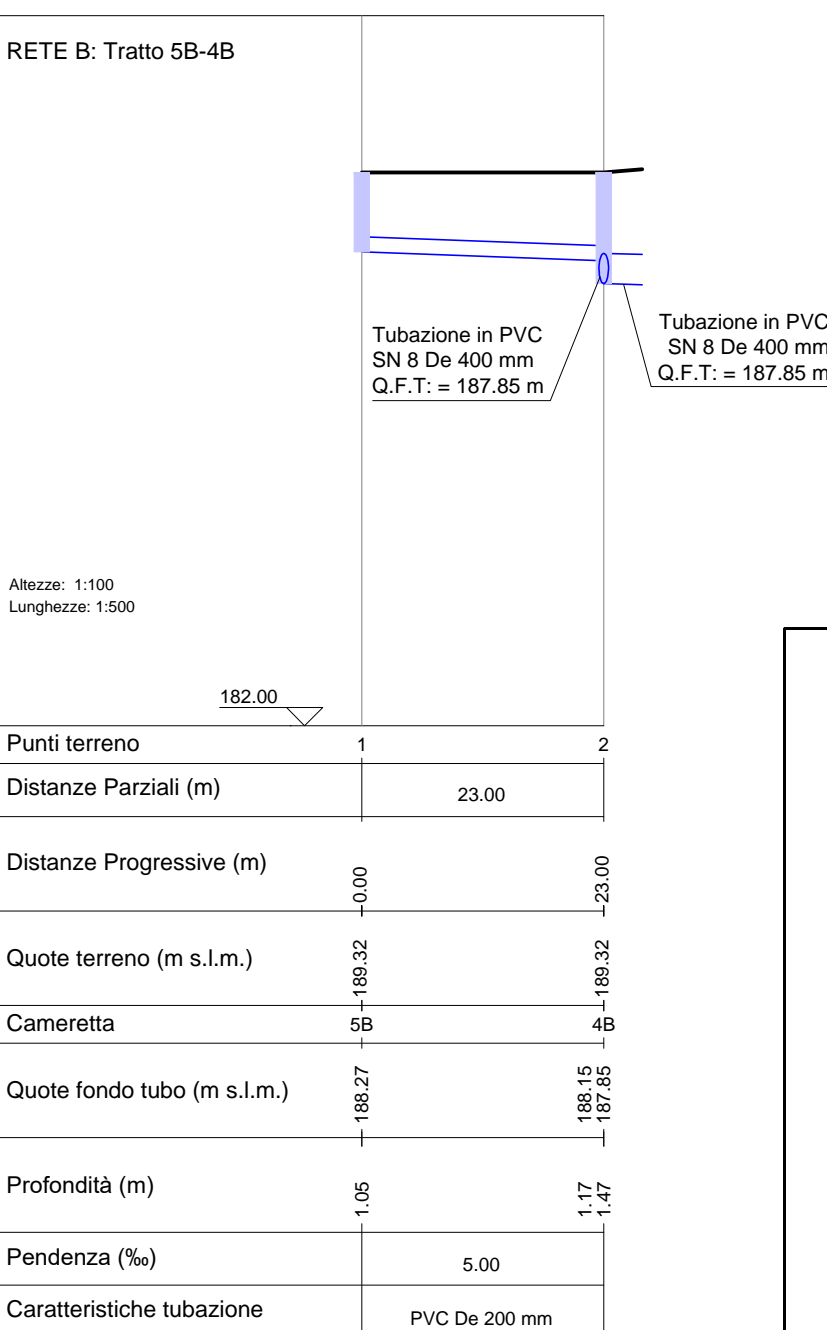 RETE B: Tratto 5B-4B
Tubazione in PVC
SN 8 De 400 mm
Q.F.T: = 187.85 m
Tubazione in PVC
SN 8 De 400 mm
Q.F.T: = 187.85 m
Altezze: 1:100
Lunghezze: 1:500
182.00
Punti terreno 1 2
Distanze Parziali (m) 23.00
Distanze Progressive (m) 0.00 23.00
Quote terreno (m s.l.m.) 189.32 189.32
Cameretta 5B 4B
Quote fondo tubo (m s.l.m.) 188.27 188.15 187.85
Profondità (m) 1.05 1.17 1.47
Pendenza (‰) 5.00
Caratteristiche tubazione PVC De 200 mm